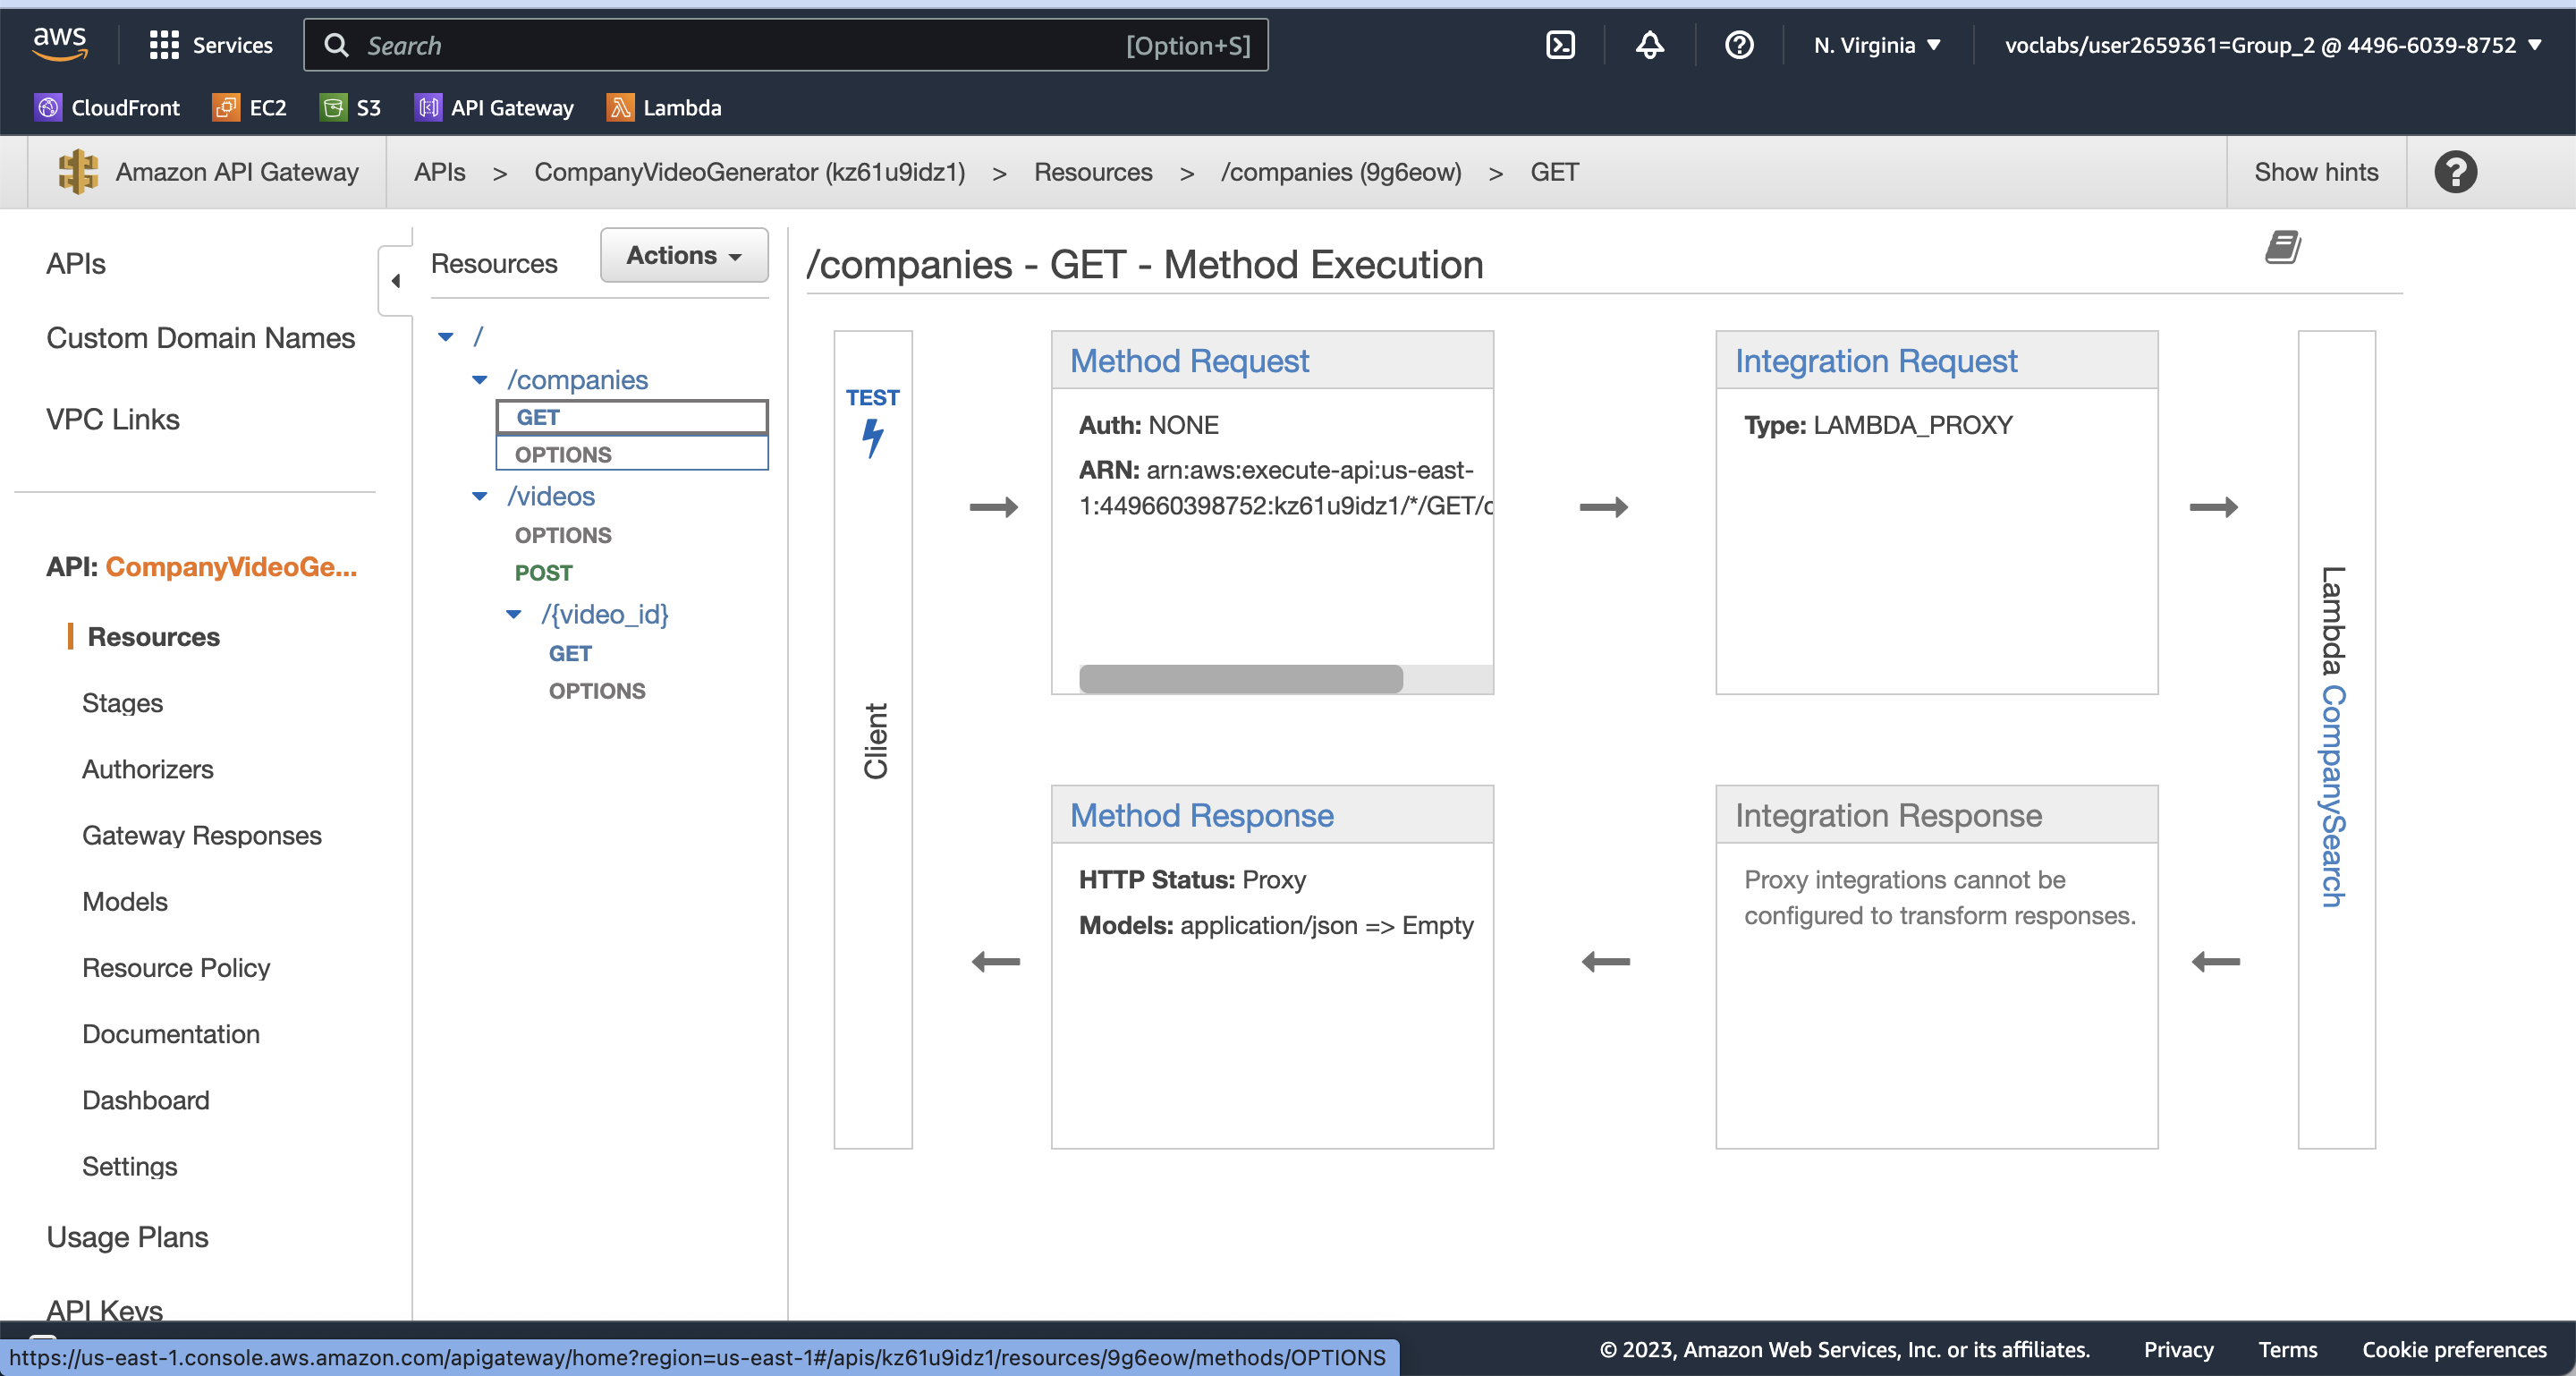 aws
Services
Search
[Option+S]
N. Virginia
voclabs/user2659361=Group_2 @ 4496-6039-8752
CloudFront
EC2
S3
API Gateway
Lambda
Amazon API Gateway
APIs > CompanyVideoGenerator (kz61u9idz1) > Resources > /companies (9g6eow) > GET
Show hints
APIs
Custom Domain Names
VPC Links
API: CompanyVideoGe...
Resources
Stages
Authorizers
Gateway Responses
Models
Resource Policy
Documentation
Dashboard
Settings
Usage Plans
API Keys
Resources
Actions
/
/companies
GET
OPTIONS
/videos
OPTIONS
POST
/{video_id}
GET
OPTIONS
/companies - GET - Method Execution
TEST
Client
Method Request
Auth: NONE
ARN: arn:aws:execute-api:us-east-
1:449660398752:kz61u9idz1/*/GET/c
Integration Request
Type: LAMBDA_PROXY
Lambda CompanySearch
Method Response
HTTP Status: Proxy
Models: application/json => Empty
Integration Response
Proxy integrations cannot be
configured to transform responses.
https://us-east-1.console.aws.amazon.com/apigateway/home?region=us-east-1#/apis/kz61u9idz1/resources/9g6eow/methods/OPTIONS
© 2023, Amazon Web Services, Inc. or its affiliates.
Privacy
Terms
Cookie preferences